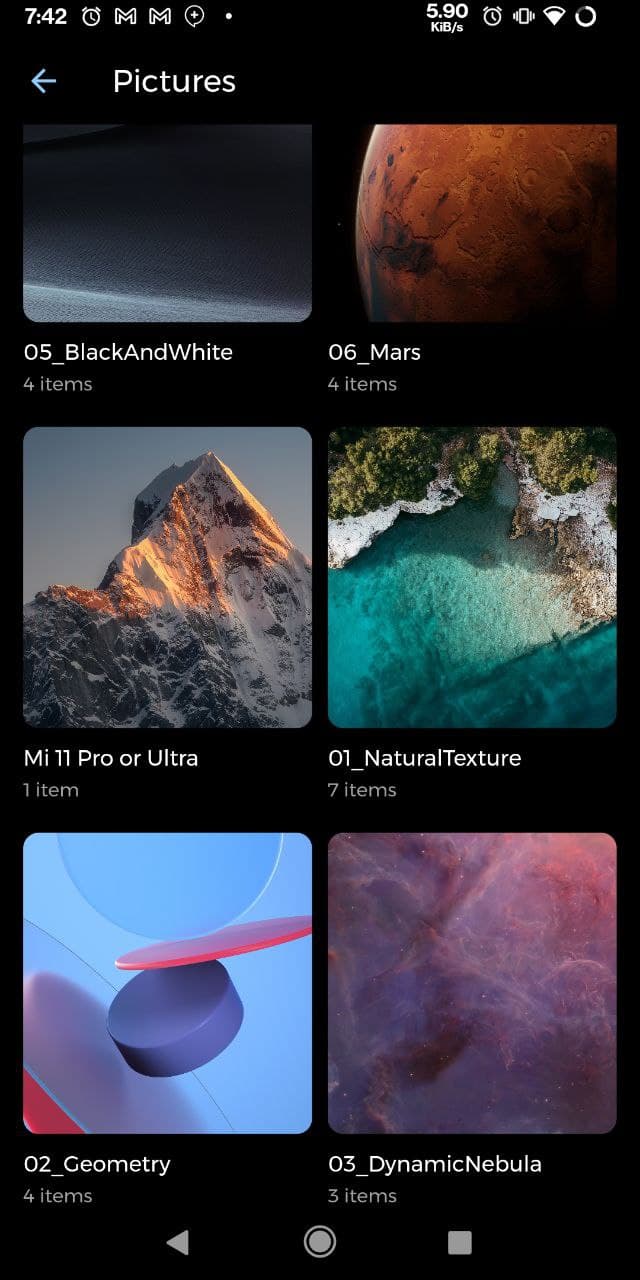 7:42
5.90
KiB/s
Pictures
05_BlackAndWhite
06_Mars
4 items
4 items
Mi 11 Pro or Ultra
01_NaturalTexture
1 item
7 items
02_Geometry
03_DynamicNebula
4 items
3 items